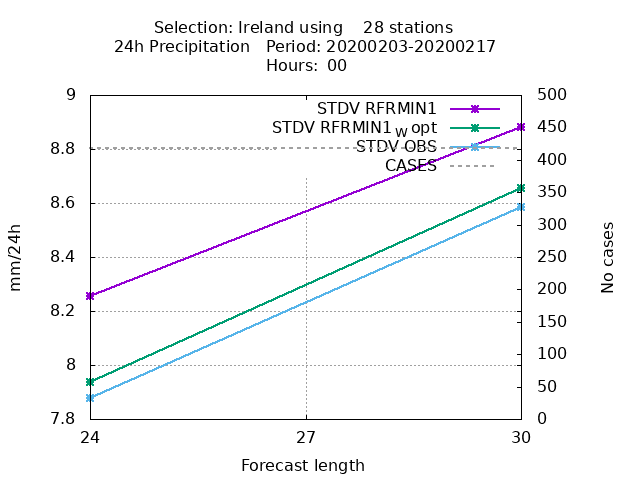 Selection: Ireland using    28 stations
24h Precipitation   Period: 20200203-20200217
Hours:  00
9
8.8
8.6
8.4
8.2
8
7.8
mm/24h
STDV RFRMIN1
STDV RFRMIN1_w opt
STDV OBS
CASES
500
450
400
350
300
250
200
150
100
50
0
No cases
24 27 30
Forecast length